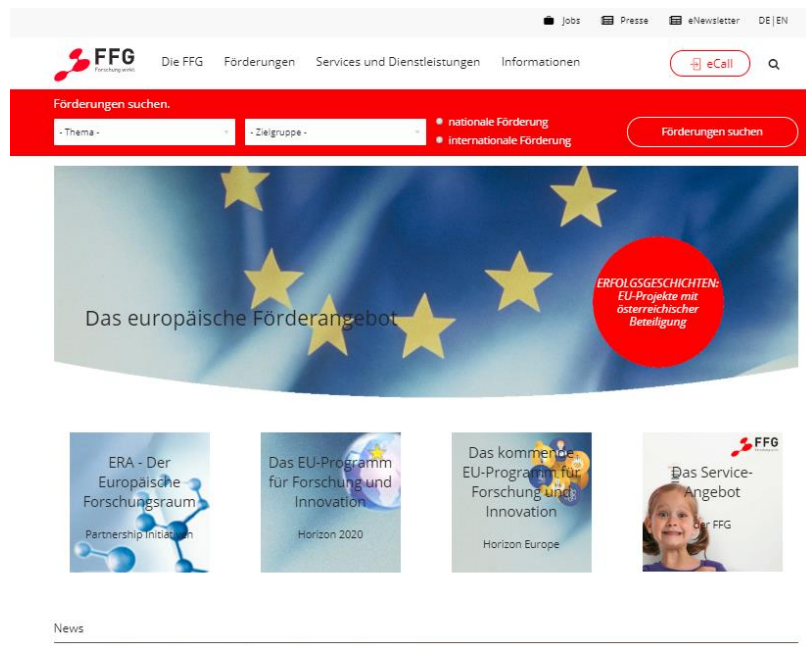 Jobs Presse eNewsletter DE|EN
FFG
Forschung wirkt.
Die FFG Förderungen Services und Dienstleistungen Informationen eCall
Förderungen suchen.
- Thema - - Zielgruppe -
nationale Förderung
internationale Förderung
Förderungen suchen
Das europäische Förderangebot
ERFOLGSGESCHICHTEN:
EU-Projekte mit
österreichischer
Beteiligung
ERA - Der
Europäische
Forschungsraum
Partnership Initiativen
Das EU-Programm
für Forschung und
Innovation
Horizon 2020
Das kommende
EU-Programm für
Forschung und
Innovation
Horizon Europe
FFG
Das Service-
Angebot
der FFG
News